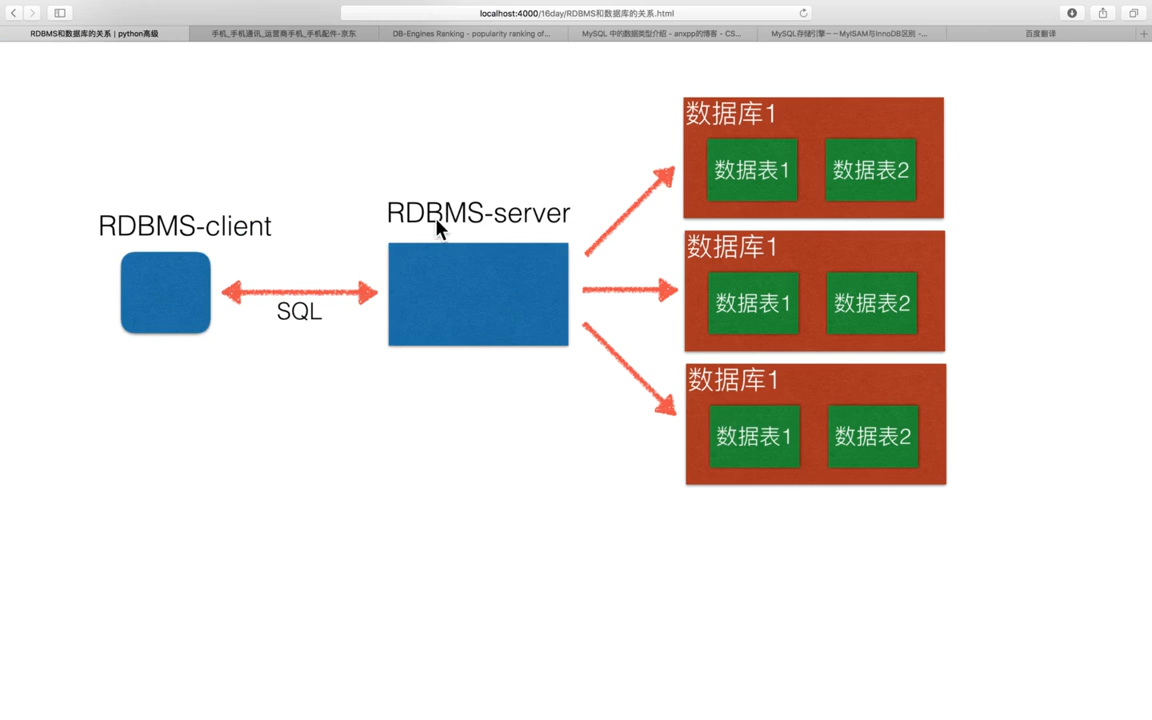 localhost:4000/16day/RDBMS和数据库的关系.html
RDBMS和数据库的关系 | python高级
手机_手机通讯_运营商手机_手机配件-京东
DB-Engines Ranking - popularity ranking of...
MySQL 中的数据类型介绍 - anxpp的博客 - CS...
MySQL存储引擎－－MyISAM与InnoDB区别 -...
百度翻译
RDBMS-client
SQL
RDBMS-server
数据库1
数据表1
数据表2
数据库1
数据表1
数据表2
数据库1
数据表1
数据表2